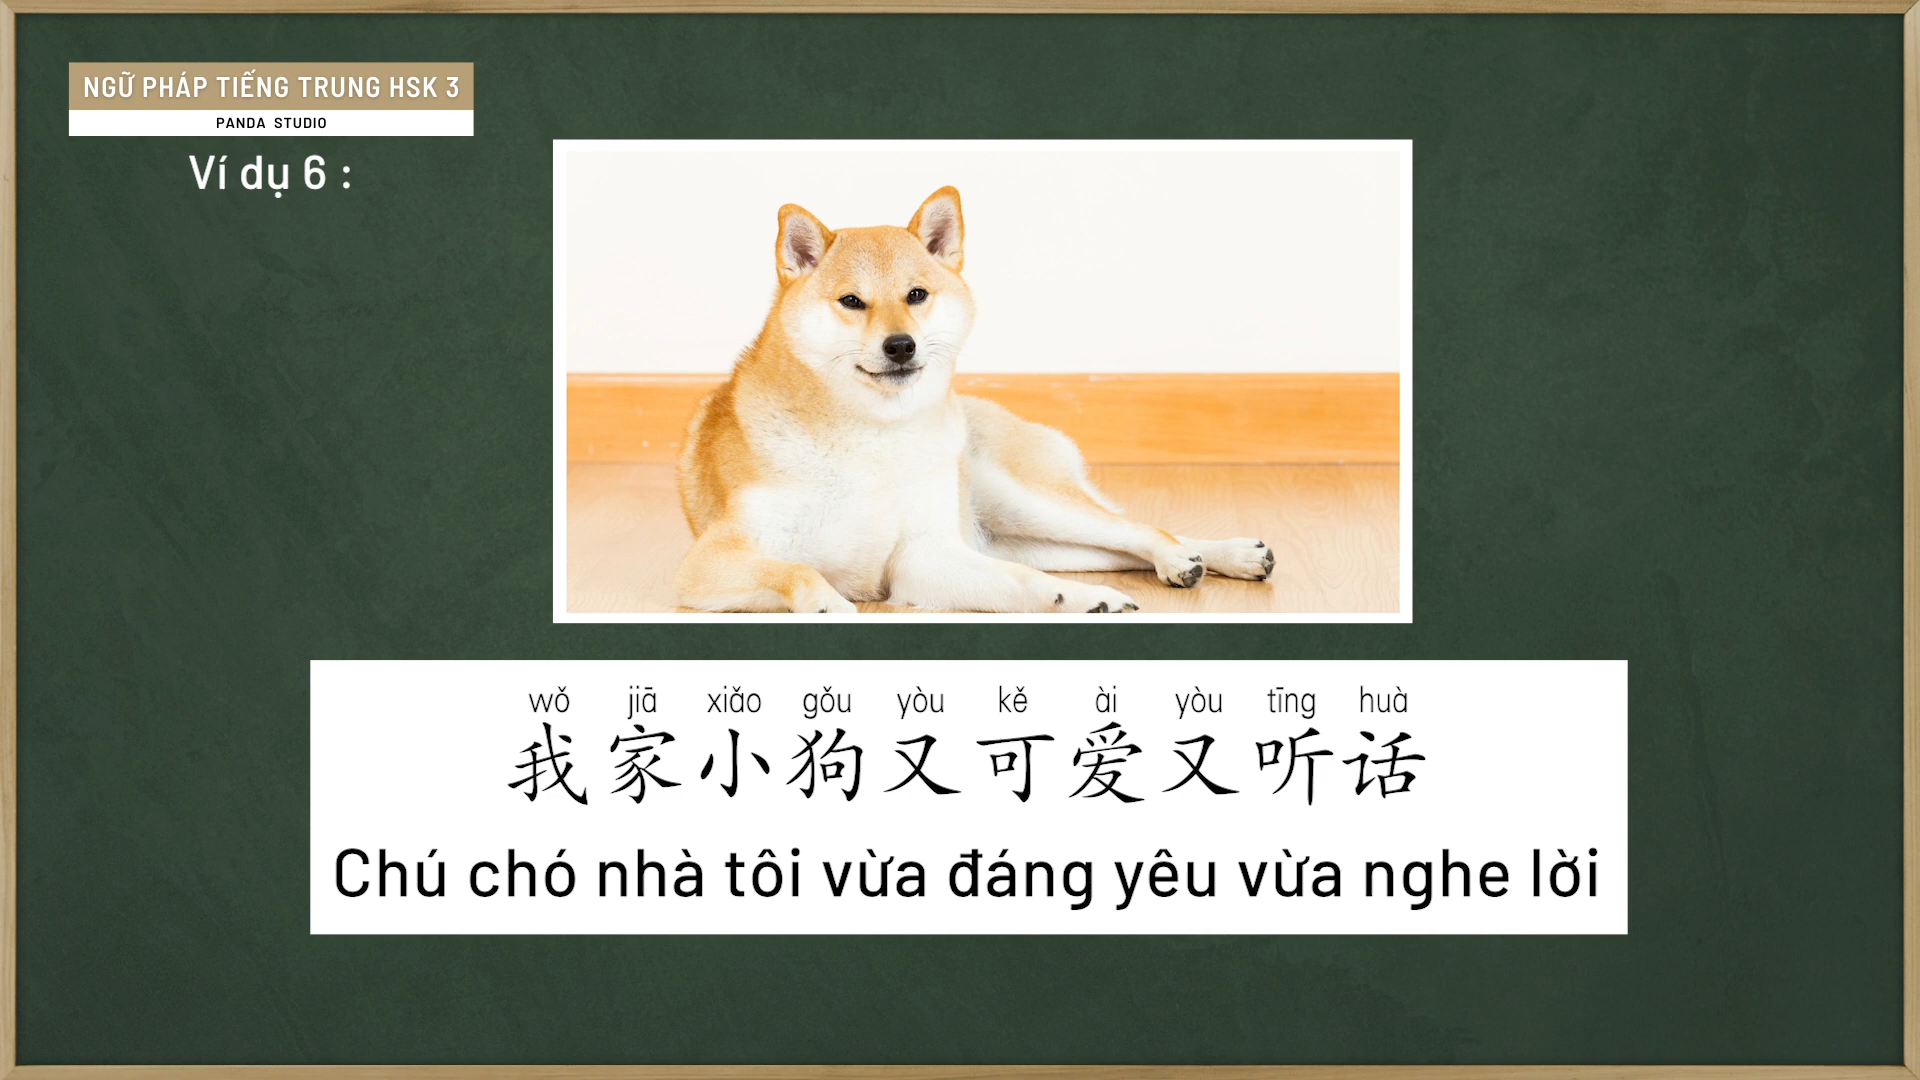 NGỮ PHÁP TIẾNG TRUNG HSK 3
PANDA STUDIO
Ví dụ 6 :
wǒ jiā xiǎo gǒu yòu kě ài yòu tīng huà
我家小狗又可爱又听话
Chú chó nhà tôi vừa đáng yêu vừa nghe lời